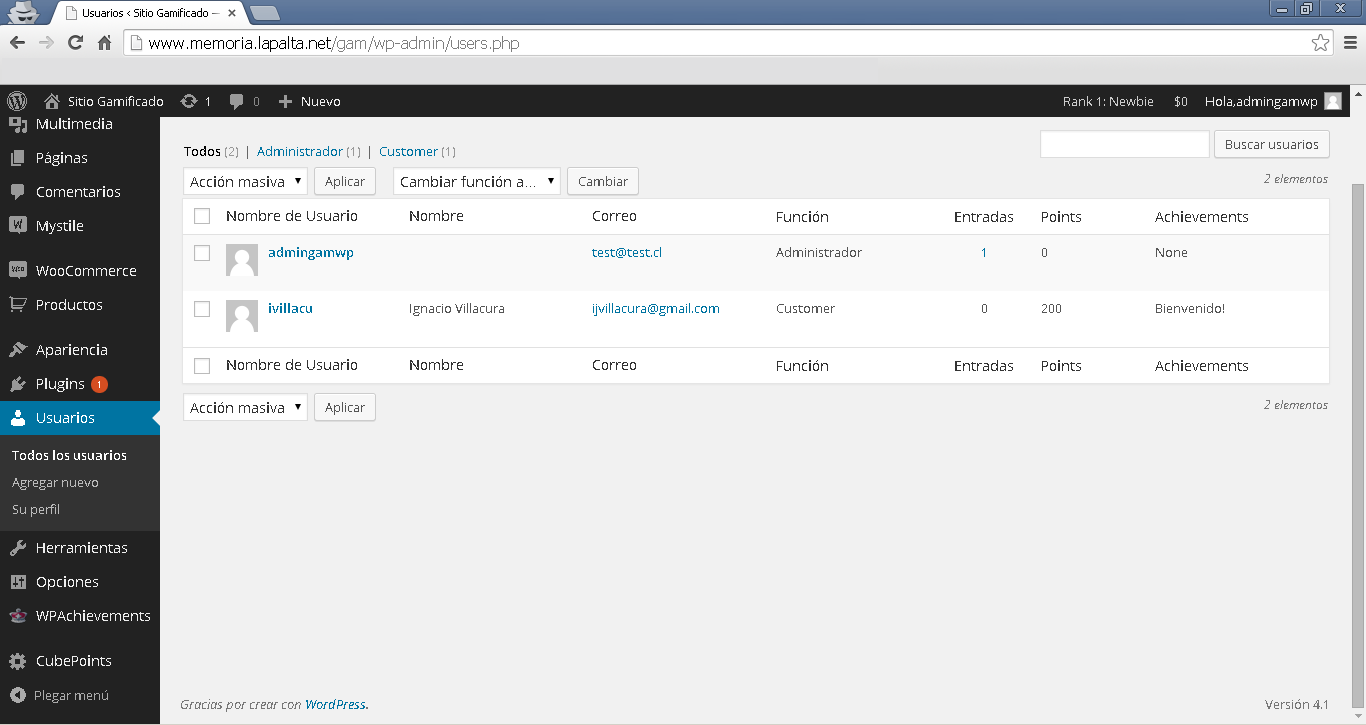 Usuarios ‹ Sitio Gamificado —
www.memoria.lapalta.net/gam/wp-admin/users.php
Sitio Gamificado 1 0 Nuevo Rank 1: Newbie $0 Hola,admingamwp
Multimedia
Páginas
Comentarios
Mystile
WooCommerce
Productos
Apariencia
Plugins 1
Usuarios
Todos los usuarios
Agregar nuevo
Su perfil
Herramientas
Opciones
WPAchievements
CubePoints
Plegar menú
Todos (2) | Administrador (1) | Customer (1) Buscar usuarios
Acción masiva Aplicar Cambiar función a... Cambiar 2 elementos
Nombre de Usuario Nombre Correo Función Entradas Points Achievements
admingamwp test@test.cl Administrador 1 0 None
ivillacu Ignacio Villacura ijvillacura@gmail.com Customer 0 200 Bienvenido!
Nombre de Usuario Nombre Correo Función Entradas Points Achievements
Acción masiva Aplicar 2 elementos
Gracias por crear con WordPress. Versión 4.1